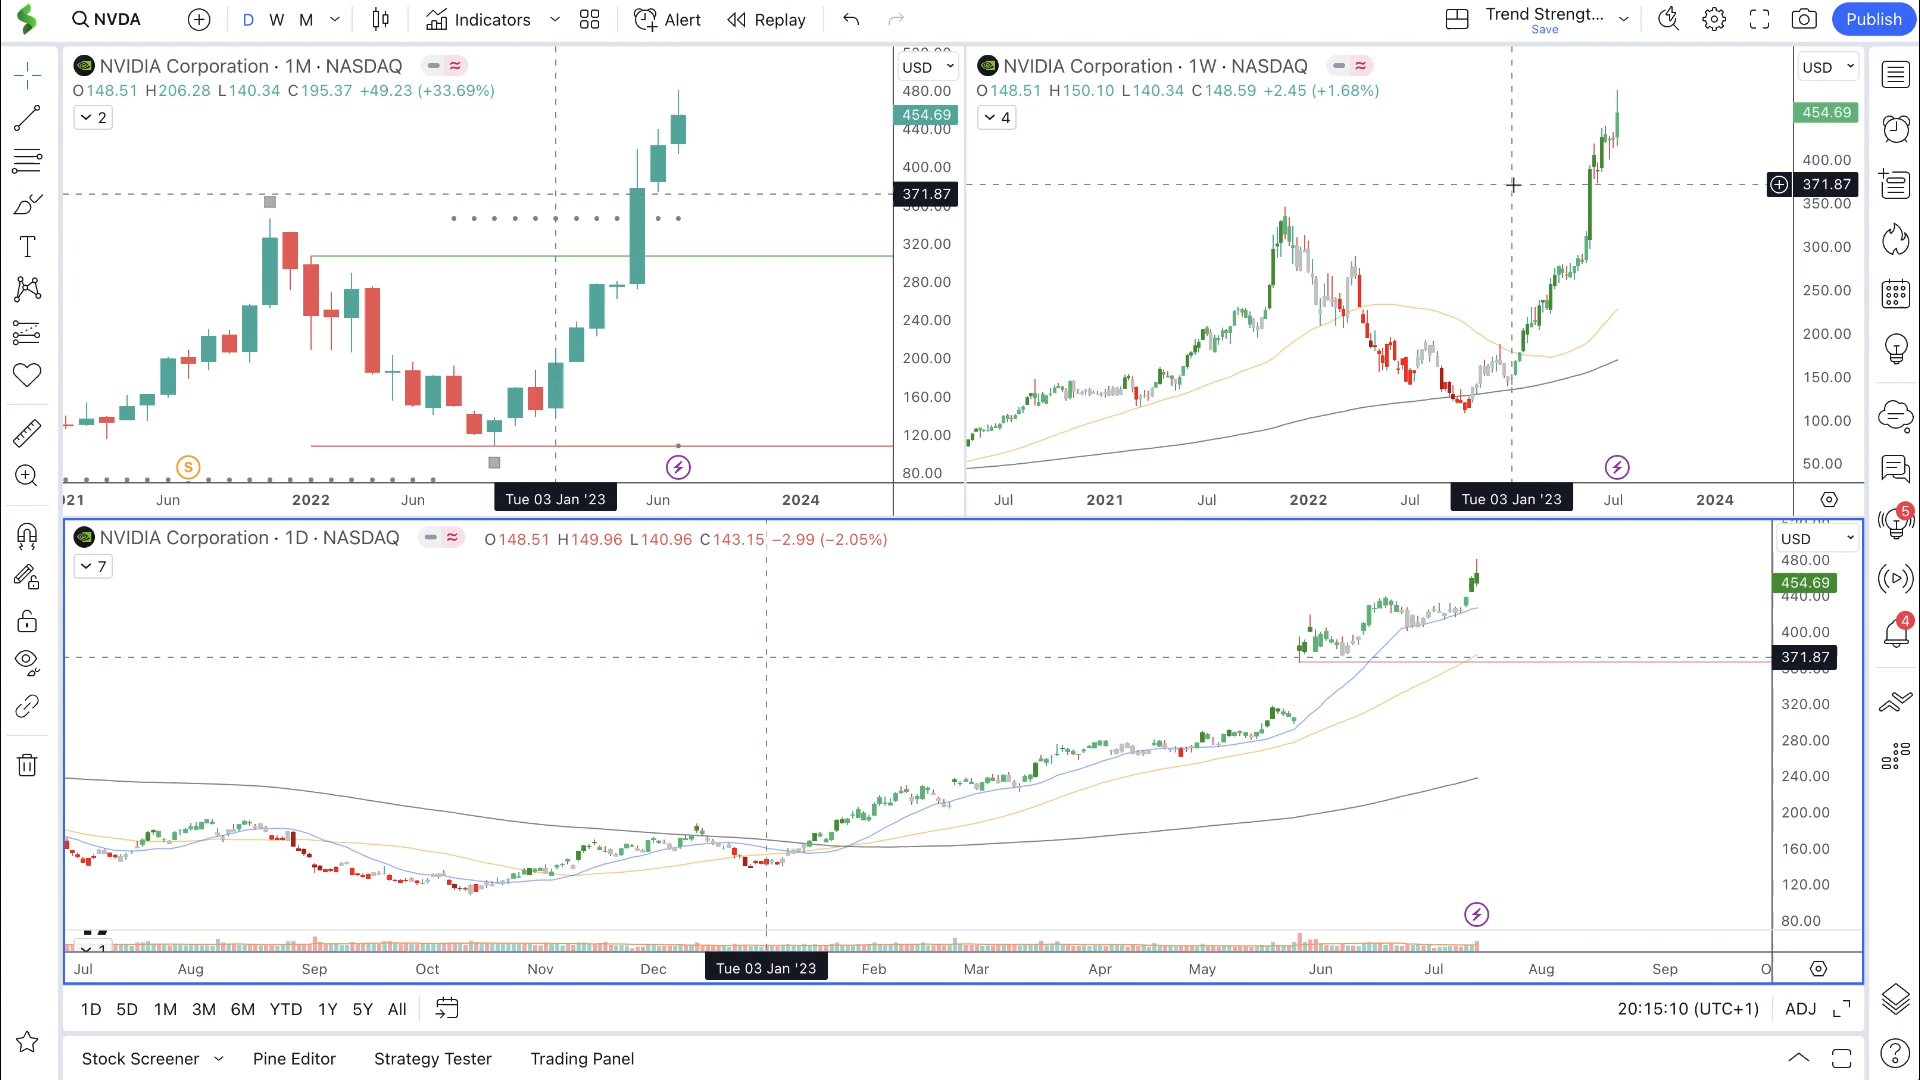 NVDA
D W M
Indicators
Alert
Replay
Trend Strengt...
Save
Publish
NVIDIA Corporation · 1M · NASDAQ
O148.51 H206.28 L140.34 C195.37 +49.23 (+33.69%)
2
USD
480.00
454.69
440.00
400.00
371.87
320.00
280.00
240.00
200.00
160.00
120.00
80.00
S
Jun 2022 Jun Tue 03 Jan '23 Jun 2024
NVIDIA Corporation · 1W · NASDAQ
O148.51 H150.10 L140.34 C148.59 +2.45 (+1.68%)
4
USD
454.69
400.00
371.87
350.00
300.00
250.00
200.00
150.00
100.00
50.00
Jul 2021 Jul 2022 Jul Tue 03 Jan '23 Jul 2024
NVIDIA Corporation · 1D · NASDAQ O148.51 H149.96 L140.96 C143.15 −2.99 (−2.05%)
7
USD
480.00
454.69
440.00
400.00
371.87
320.00
280.00
240.00
200.00
160.00
120.00
80.00
1
Jul Aug Sep Oct Nov Dec Tue 03 Jan '23 Feb Mar Apr May Jun Jul Aug Sep
1D 5D 1M 3M 6M YTD 1Y 5Y All
20:15:10 (UTC+1) ADJ
Stock Screener Pine Editor Strategy Tester Trading Panel
5
4